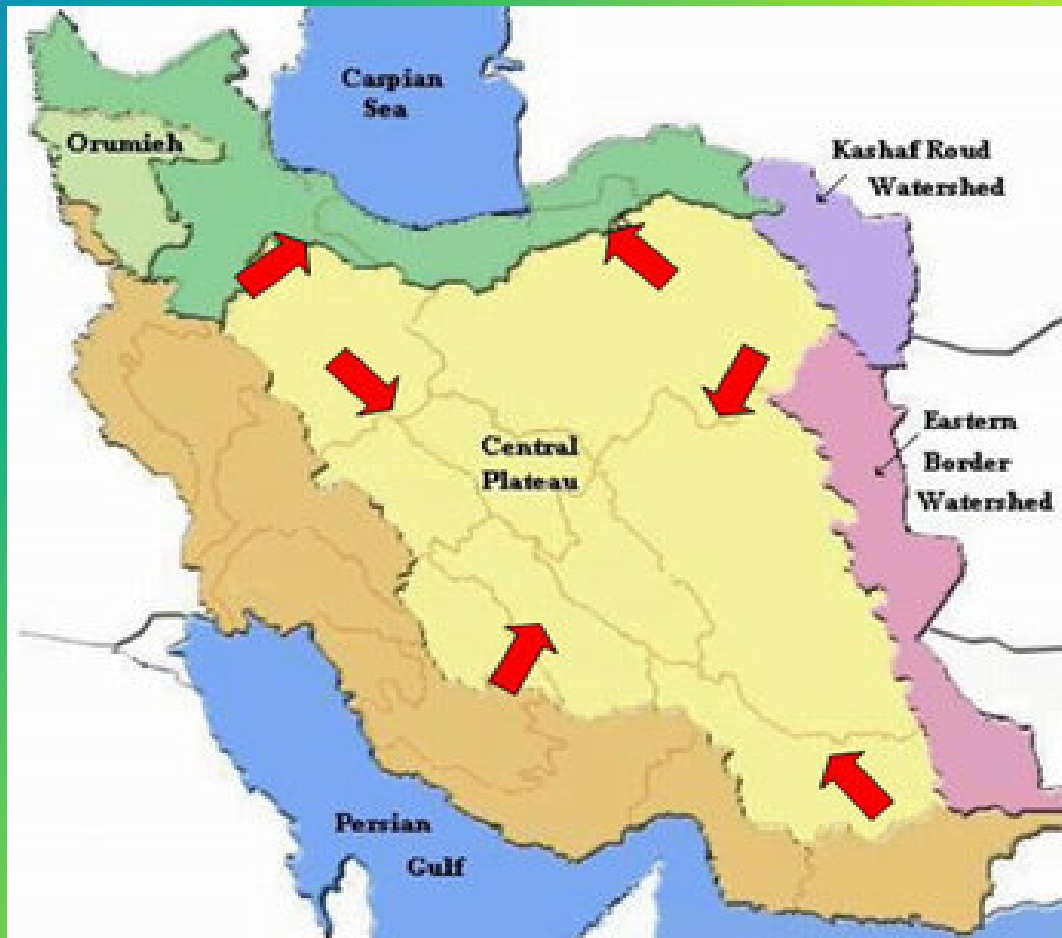 Caspian
Sea
Orumieh
Kashaf Roud
Watershed
Eastern
Border
Watershed
Central
Plateau
Persian
Gulf